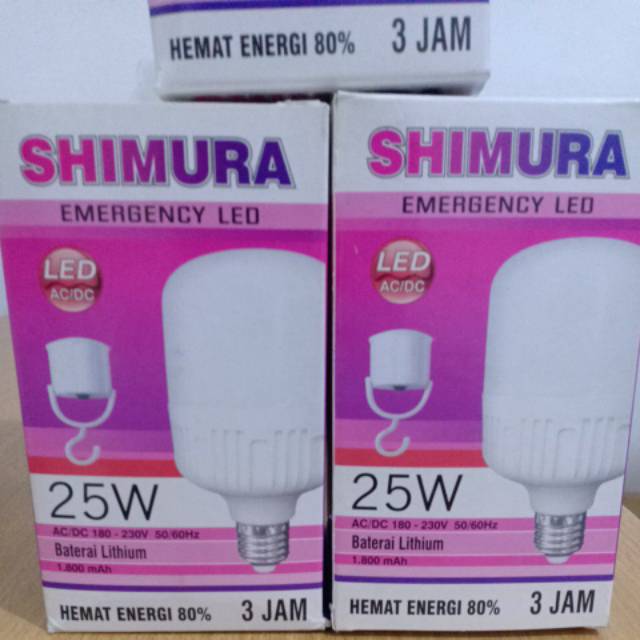 HEMAT ENERGI 80% 3 JAM
SHIMURA
EMERGENCY LED
LED
AC/DC
25W
AC/DC 180 - 230V 50/60Hz
Baterai Lithium
1.800 mAh
HEMAT ENERGI 80% 3 JAM
SHIMURA
EMERGENCY LED
LED
AC/DC
25W
AC/DC 180 - 230V 50/60Hz
Baterai Lithium
1.800 mAh
HEMAT ENERGI 80% 3 JAM